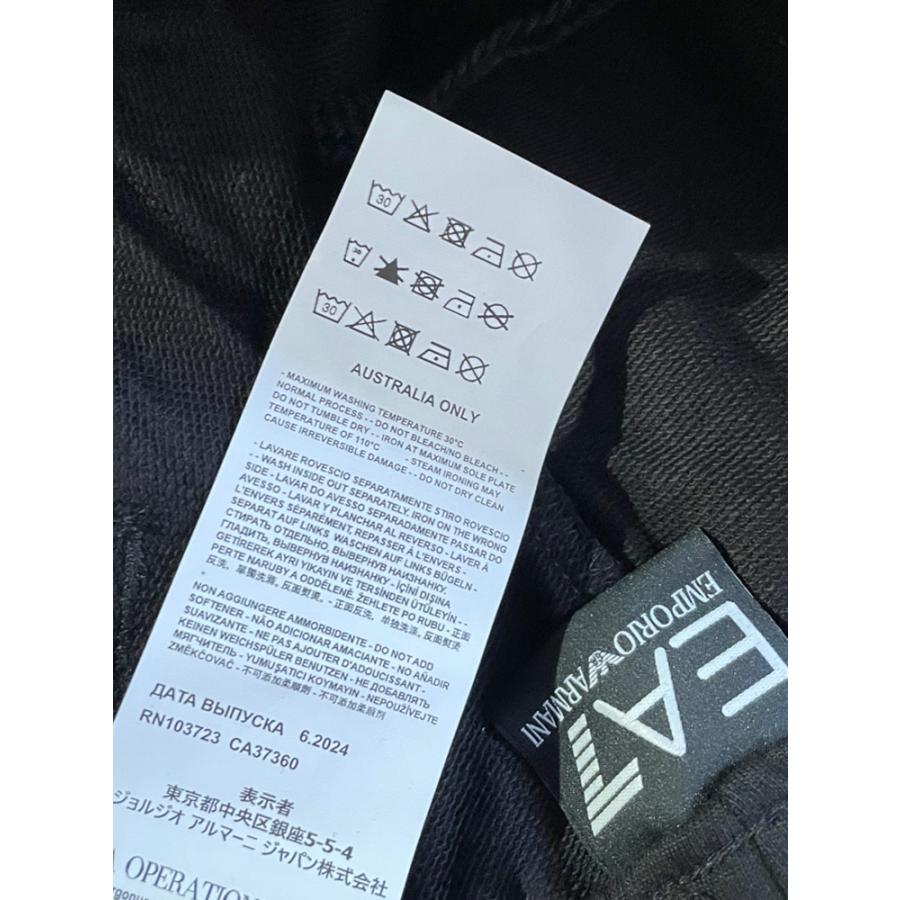 30
30
30
AUSTRALIA ONLY
- MAXIMUM WASHING TEMPERATURE 30°C
NORMAL PROCESS - - DO NOT BLEACH/NO BLEACH - -
DO NOT TUMBLE DRY - - IRON AT MAXIMUM SOLE PLATE
TEMPERATURE OF 110°C - STEAM IRONING MAY
CAUSE IRREVERSIBLE DAMAGE - - DO NOT DRY CLEAN
- LAVARE ROVESCIO SEPARATAMENTE STIRO ROVESCIO
- - WASH INSIDE OUT SEPARATELY. IRON ON THE WRONG
SIDE - LAVAR DO AVESSO SEPARADAMENTE PASSAR DO
AVESSO - LAVAR Y PLANCHAR AL REVERSO - LAVER À
L'ENVERS SÉPARÉMENT, REPASSER À L'ENVERS -
SEPARAT AUF LINKS WASCHEN AUF LINKS BÜGELN -
СТИРАТЬ ОТДЕЛЬНО, ВЫВЕРНУВ НАИЗНАНКУ.
ГЛАДИТЬ, ВЫВЕРНУВ НАИЗНАНКУ - İÇİNİ DIŞINA
GETİREREK AYRI YIKAYIN VE TERSİNDEN ÜTÜLEYİN - -
PERTE NARUBY A ODDĚLENĚ, ŽEHLETE PO RUBU - 正面
反洗，單獨洗滌，反面熨燙。- 正面反洗，单独洗涤，反面熨烫
-
NON AGGIUNGERE AMMORBIDENTE - DO NOT ADD
SOFTENER - NÃO ADICIONAR AMACIANTE - NO AÑADIR
SUAVIZANTE - NE PAS AJOUTER D'ADOUCISSANT -
KEINEN WEICHSPÜLER BENUTZEN - НЕ ДОБАВЛЯТЬ
МЯГЧИТЕЛЬ - YUMUŞATICI KOYMAYIN - NEPOUŽÍVEJTE
ZMĚKČOVAČ - 不可添加柔順劑 - 不可添加柔顺剂
ДАТА ВЫПУСКА 6.2024
RN103723 CA37360
表示者
東京都中央区銀座5-5-4
ジョルジオ アルマーニ ジャパン株式会社
OPERATION
EA7
EMPORIO ARMANI